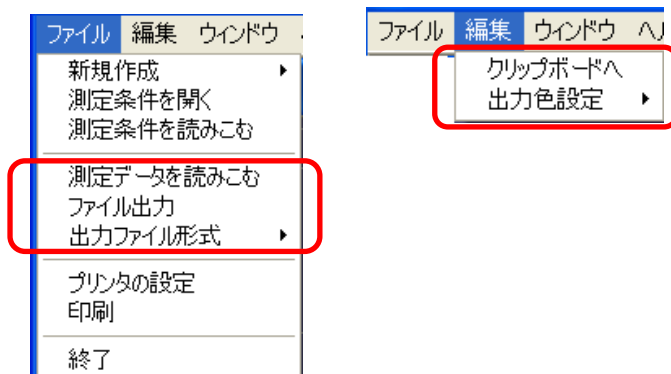 ファイル 編集 ウィンドウ
新規作成
測定条件を開く
測定条件を読みこむ
測定データを読みこむ
ファイル出力
出力ファイル形式
プリンタの設定
印刷
終了
ファイル 編集 ウィンドウ
クリップボードへ
出力色設定